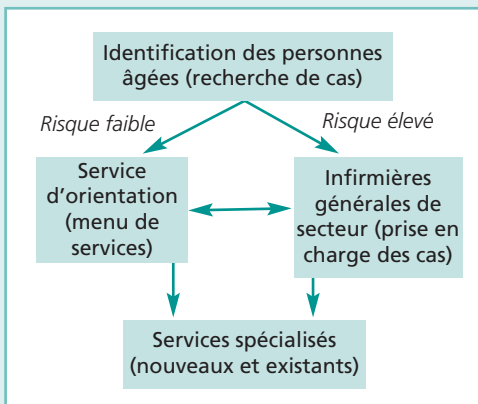 Identification des personnes
âgées (recherche de cas)
Risque faible
Risque élevé
Service
d'orientation
(menu de
services)
Infirmières
générales de
secteur (prise en
charge des cas)
Services spécialisés
(nouveaux et existants)